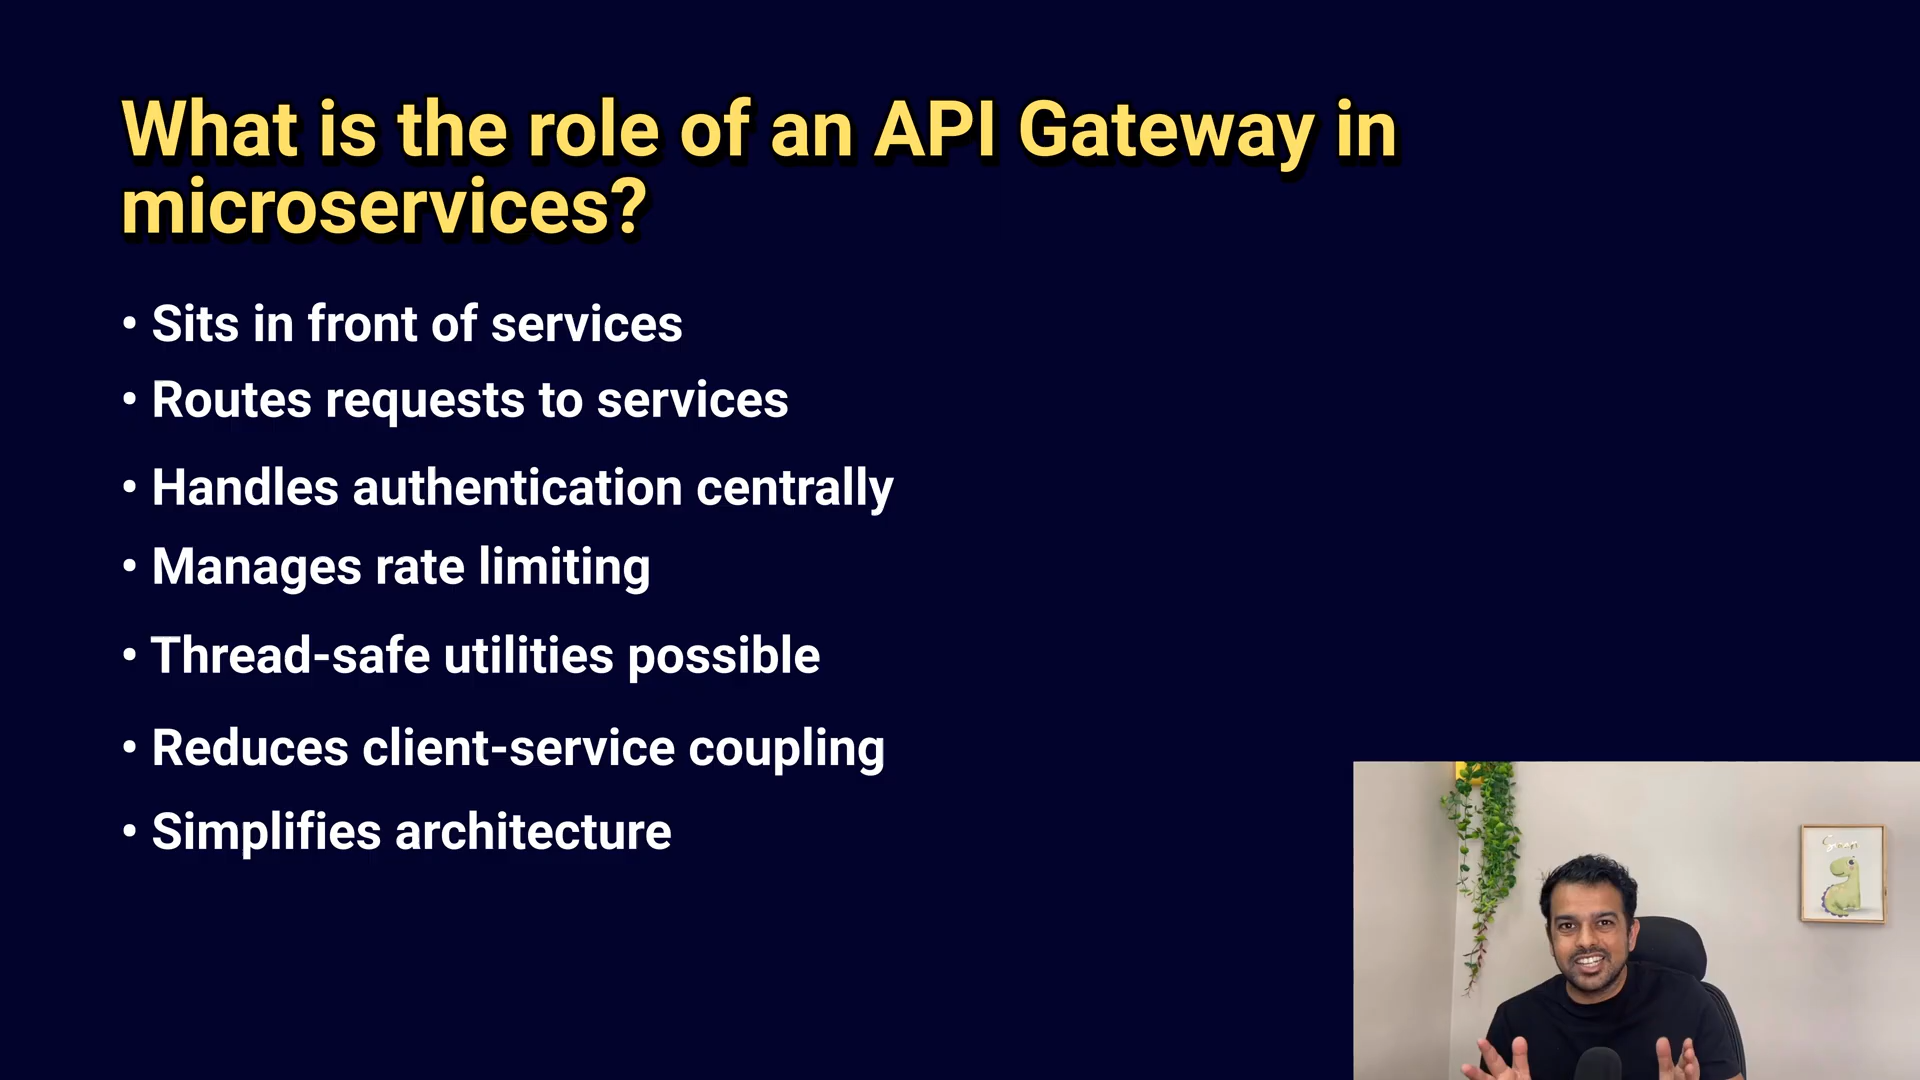 What is the role of an API Gateway in
microservices?
• Sits in front of services
• Routes requests to services
• Handles authentication centrally
• Manages rate limiting
• Thread-safe utilities possible
• Reduces client-service coupling
• Simplifies architecture